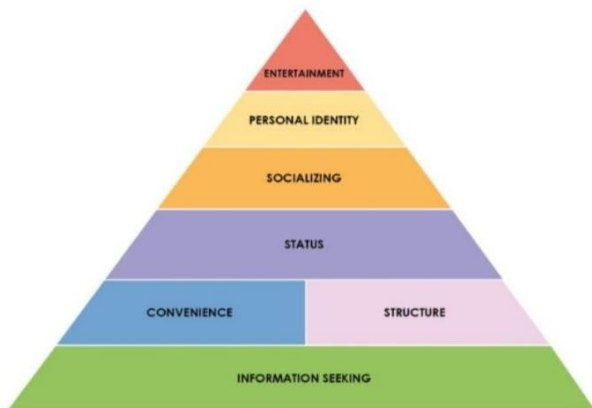 ENTERTAINMENT
PERSONAL IDENTITY
SOCIALIZING
STATUS
CONVENIENCE
STRUCTURE
INFORMATION SEEKING